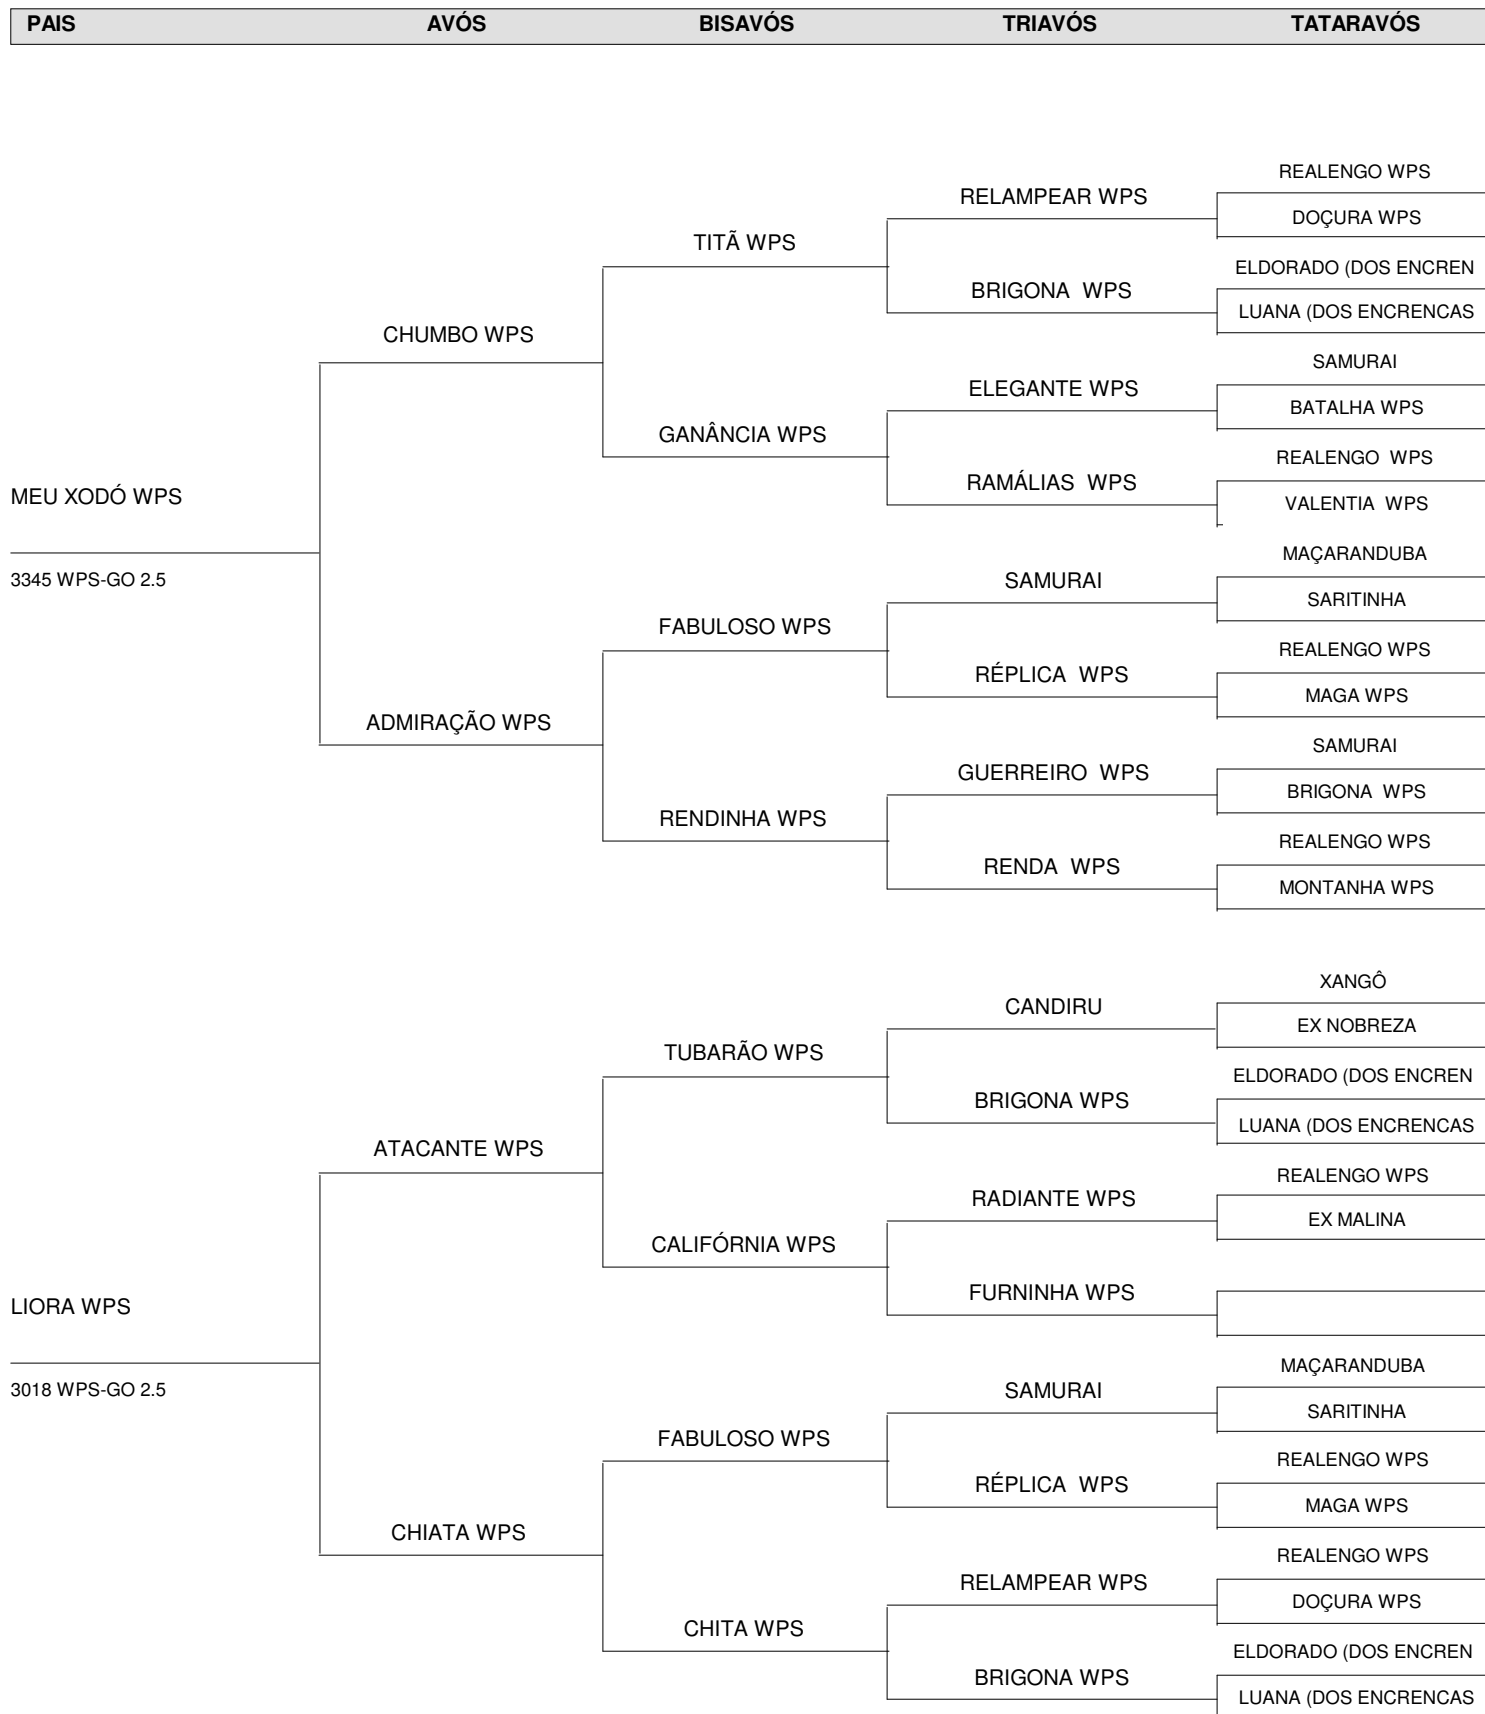 PAIS AVÓS BISAVÓS TRIAVÓS TATARAVÓS
REALENGO WPS
RELAMPEAR WPS
DOÇURA WPS
TITÃ WPS
ELDORADO (DOS ENCREN
BRIGONA WPS
LUANA (DOS ENCRENCAS
CHUMBO WPS
SAMURAI
ELEGANTE WPS
BATALHA WPS
GANÂNCIA WPS
REALENGO WPS
RAMÁLIAS WPS
MEU XODÓ WPS
VALENTIA WPS
MAÇARANDUBA
3345 WPS-GO 2.5
SAMURAI
SARITINHA
FABULOSO WPS
REALENGO WPS
RÉPLICA WPS
MAGA WPS
ADMIRAÇÃO WPS
SAMURAI
GUERREIRO WPS
BRIGONA WPS
RENDINHA WPS
REALENGO WPS
RENDA WPS
MONTANHA WPS
XANGÔ
CANDIRU
EX NOBREZA
TUBARÃO WPS
ELDORADO (DOS ENCREN
BRIGONA WPS
LUANA (DOS ENCRENCAS
ATACANTE WPS
REALENGO WPS
RADIANTE WPS
EX MALINA
CALIFÓRNIA WPS
FURNINHA WPS
LIORA WPS
MAÇARANDUBA
3018 WPS-GO 2.5
SAMURAI
SARITINHA
FABULOSO WPS
REALENGO WPS
RÉPLICA WPS
MAGA WPS
CHIATA WPS
REALENGO WPS
RELAMPEAR WPS
DOÇURA WPS
CHITA WPS
ELDORADO (DOS ENCREN
BRIGONA WPS
LUANA (DOS ENCRENCAS